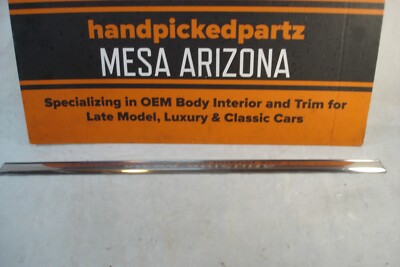 handpickedpartz
MESA ARIZONA
Specializing in OEM Body Interior and Trim for
Late Model, Luxury & Classic Cars